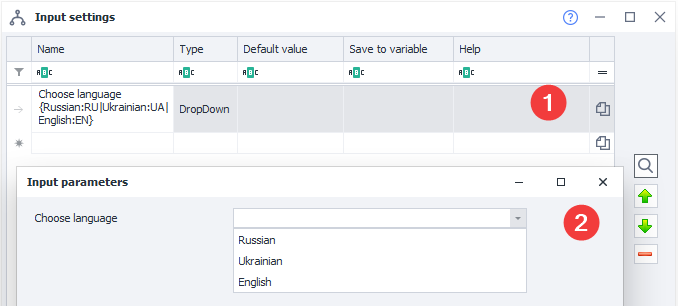 Input settings
Name Type Default value Save to variable Help
ABC ABC ABC ABC ABC
Choose language
{Russian:RU|Ukrainian:UA|
English:EN}
DropDown
1
Input parameters
Choose language
2
Russian
Ukrainian
English